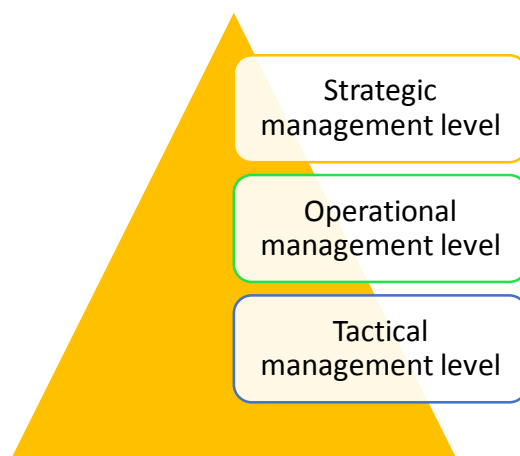 Strategic
management level
Operational
management level
Tactical
management level